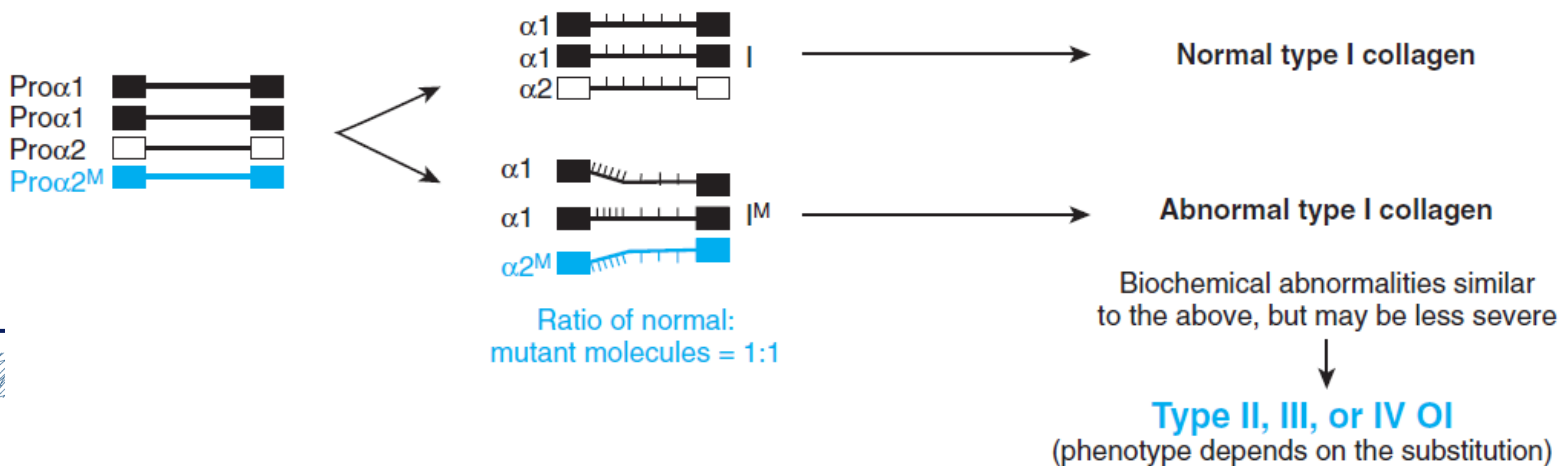 Proα1
Proα1
Proα2
Proα2ᴹ
α1
α1
I
α2
Normal type I collagen
α1
α1
Iᴹ
α2ᴹ
Abnormal type I collagen
Ratio of normal:
mutant molecules = 1:1
Biochemical abnormalities similar
to the above, but may be less severe
Type II, III, or IV OI
(phenotype depends on the substitution)